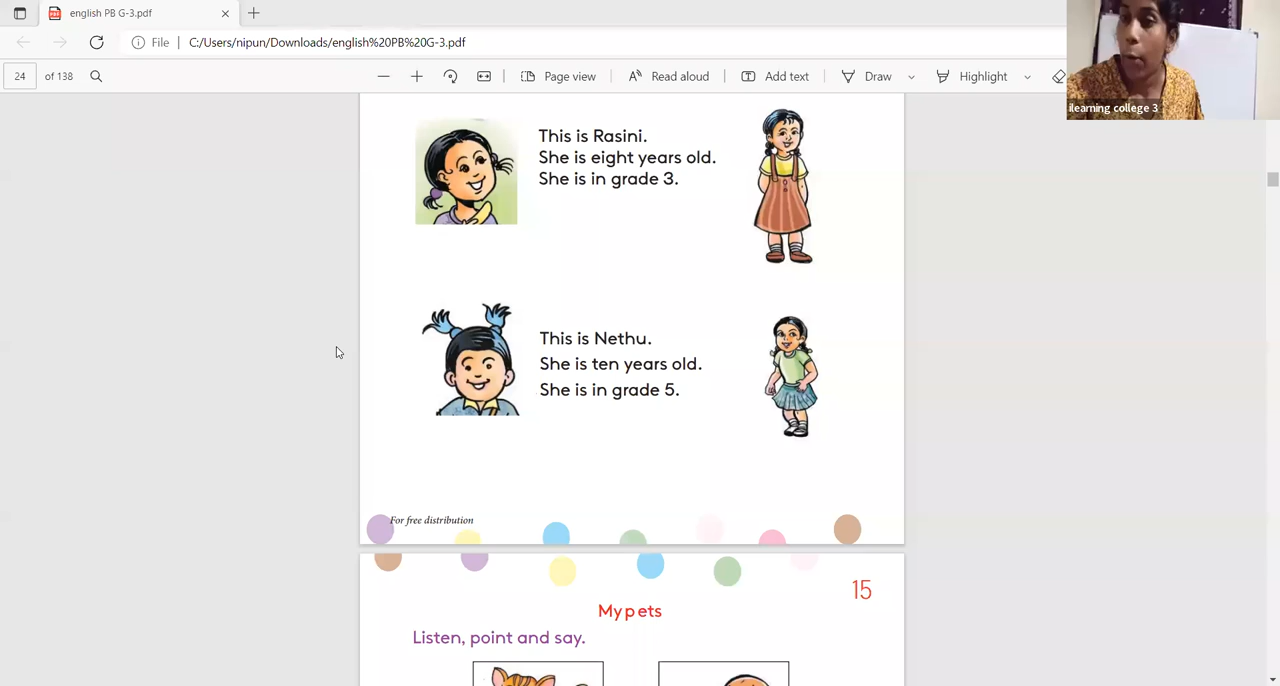 english PB G-3.pdf
File
C:/Users/nipun/Downloads/english%20PB%20G-3.pdf
24 of 138
Page view
Read aloud
Add text
Draw
Highlight
ilearning college 3
This is Rasini.
She is eight years old.
She is in grade 3.
This is Nethu.
She is ten years old.
She is in grade 5.
For free distribution
15
My pets
Listen, point and say.